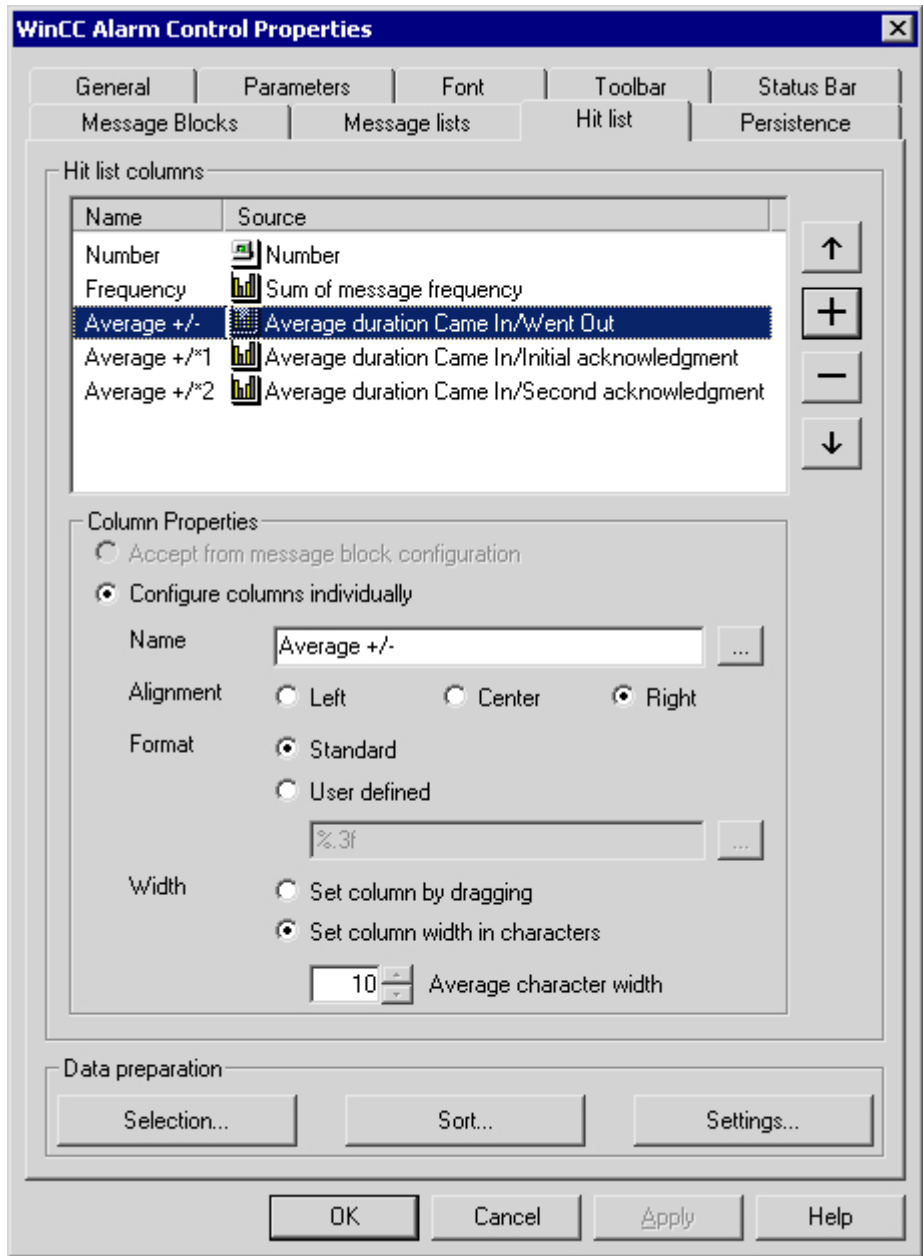 WinCC Alarm Control Properties
General Parameters Font Toolbar Status Bar
Message Blocks Message lists Hit list Persistence
Hit list columns
Name Source
Number Number
Frequency Sum of message frequency
Average +/- Average duration Came In/Went Out
Average +/*1 Average duration Came In/Initial acknowledgment
Average +/*2 Average duration Came In/Second acknowledgment
Column Properties
Accept from message block configuration
Configure columns individually
Name Average +/- ...
Alignment Left Center Right
Format Standard
User defined
%.3f ...
Width Set column by dragging
Set column width in characters
10 Average character width
Data preparation
Selection... Sort... Settings...
OK Cancel Apply Help